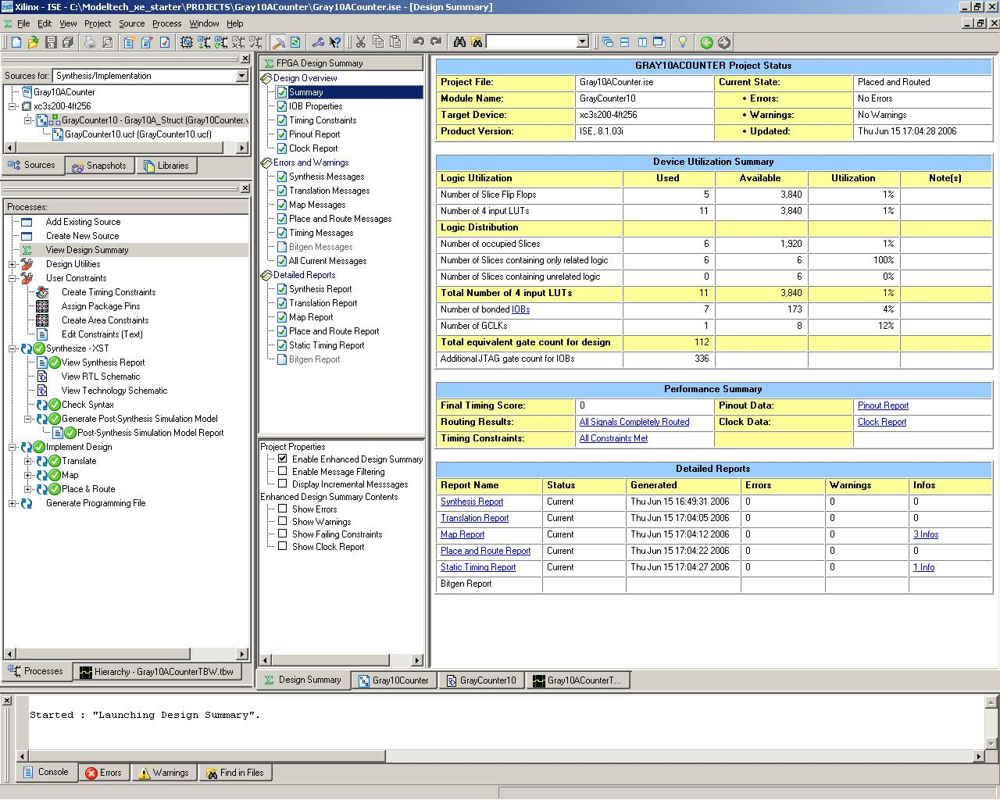 Xilinx - ISE - C:\Modeltech_xe_starter\PROJECTS\Gray10ACounter\Gray10ACounter.ise - [Design Summary]
File Edit View Project Source Process Window Help
Sources for: Synthesis/Implementation
Gray10ACounter
xc3s200-4ft256
GrayCounter10 - Gray10A_Struct (Gray10Counter.v
GrayCounter10.ucf (GrayCounter10.ucf)
Sources Snapshots Libraries
Processes:
Add Existing Source
Create New Source
View Design Summary
Design Utilities
User Constraints
Create Timing Constraints
Assign Package Pins
Create Area Constraints
Edit Constraints (Text)
Synthesize - XST
View Synthesis Report
View RTL Schematic
View Technology Schematic
Check Syntax
Generate Post-Synthesis Simulation Model
Post-Synthesis Simulation Model Report
Implement Design
Translate
Map
Place & Route
Generate Programming File
Processes Hierarchy - Gray10ACounterTBW.tbw
FPGA Design Summary
Design Overview
Summary
IOB Properties
Timing Constraints
Pinout Report
Clock Report
Errors and Warnings
Synthesis Messages
Translation Messages
Map Messages
Place and Route Messages
Timing Messages
Bitgen Messages
All Current Messages
Detailed Reports
Synthesis Report
Translation Report
Map Report
Place and Route Report
Static Timing Report
Bitgen Report
Project Properties
Enable Enhanced Design Summary
Enable Message Filtering
Display Incremental Messsages
Enhanced Design Summary Contents
Show Errors
Show Warnings
Show Failing Constraints
Show Clock Report
GRAY10ACOUNTER Project Status
Project File: Gray10ACounter.ise Current State: Placed and Routed
Module Name: GrayCounter10 • Errors: No Errors
Target Device: xc3s200-4ft256 • Warnings: No Warnings
Product Version: ISE, 8.1.03i • Updated: Thu Jun 15 17:04:28 2006
Device Utilization Summary
Logic Utilization Used Available Utilization Note(s)
Number of Slice Flip Flops 5 3,840 1%
Number of 4 input LUTs 11 3,840 1%
Logic Distribution
Number of occupied Slices 6 1,920 1%
Number of Slices containing only related logic 6 6 100%
Number of Slices containing unrelated logic 0 6 0%
Total Number of 4 input LUTs 11 3,840 1%
Number of bonded IOBs 7 173 4%
Number of GCLKs 1 8 12%
Total equivalent gate count for design 112
Additional JTAG gate count for IOBs 336
Performance Summary
Final Timing Score: 0 Pinout Data: Pinout Report
Routing Results: All Signals Completely Routed Clock Data: Clock Report
Timing Constraints: All Constraints Met
Detailed Reports
Report Name Status Generated Errors Warnings Infos
Synthesis Report Current Thu Jun 15 16:49:31 2006 0 0 0
Translation Report Current Thu Jun 15 17:04:05 2006 0 0 0
Map Report Current Thu Jun 15 17:04:12 2006 0 0 3 Infos
Place and Route Report Current Thu Jun 15 17:04:22 2006 0 0 0
Static Timing Report Current Thu Jun 15 17:04:27 2006 0 0 1 Info
Bitgen Report
Design Summary Gray10Counter GrayCounter10 Gray10ACounterT...
Started : "Launching Design Summary".
Console Errors Warnings Find in Files